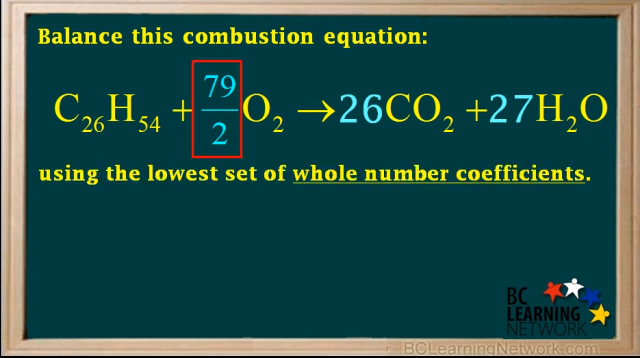 Balance this combustion equation:
C26H54 + 79/2 O2 → 26CO2 + 27H2O
using the lowest set of whole number coefficients.
BC
LEARNING
NETWORK
BCLearningNetwork.com